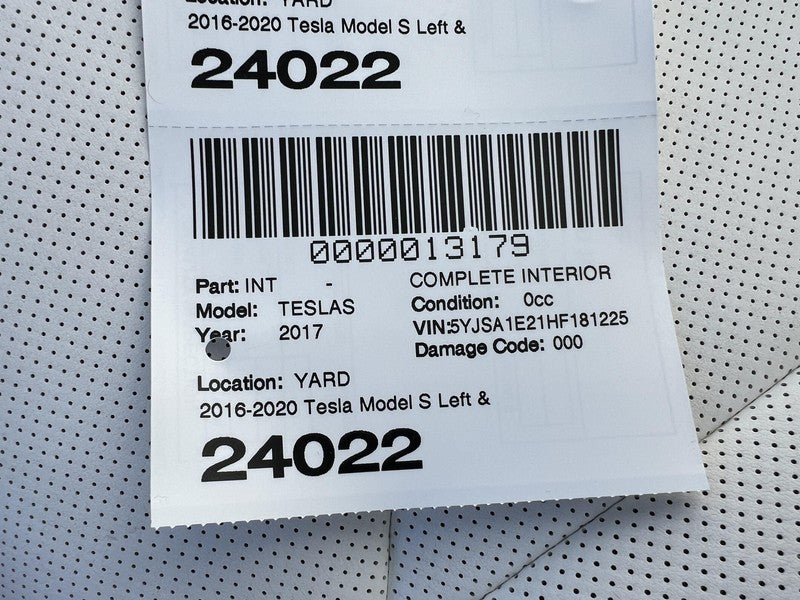 Location: YARD
2016-2020 Tesla Model S Left &
24022
0000013179
Part: INT - COMPLETE INTERIOR
Model: TESLAS Condition: 0cc
Year: 2017 VIN:5YJSA1E21HF181225
Damage Code: 000
Location: YARD
2016-2020 Tesla Model S Left &
24022